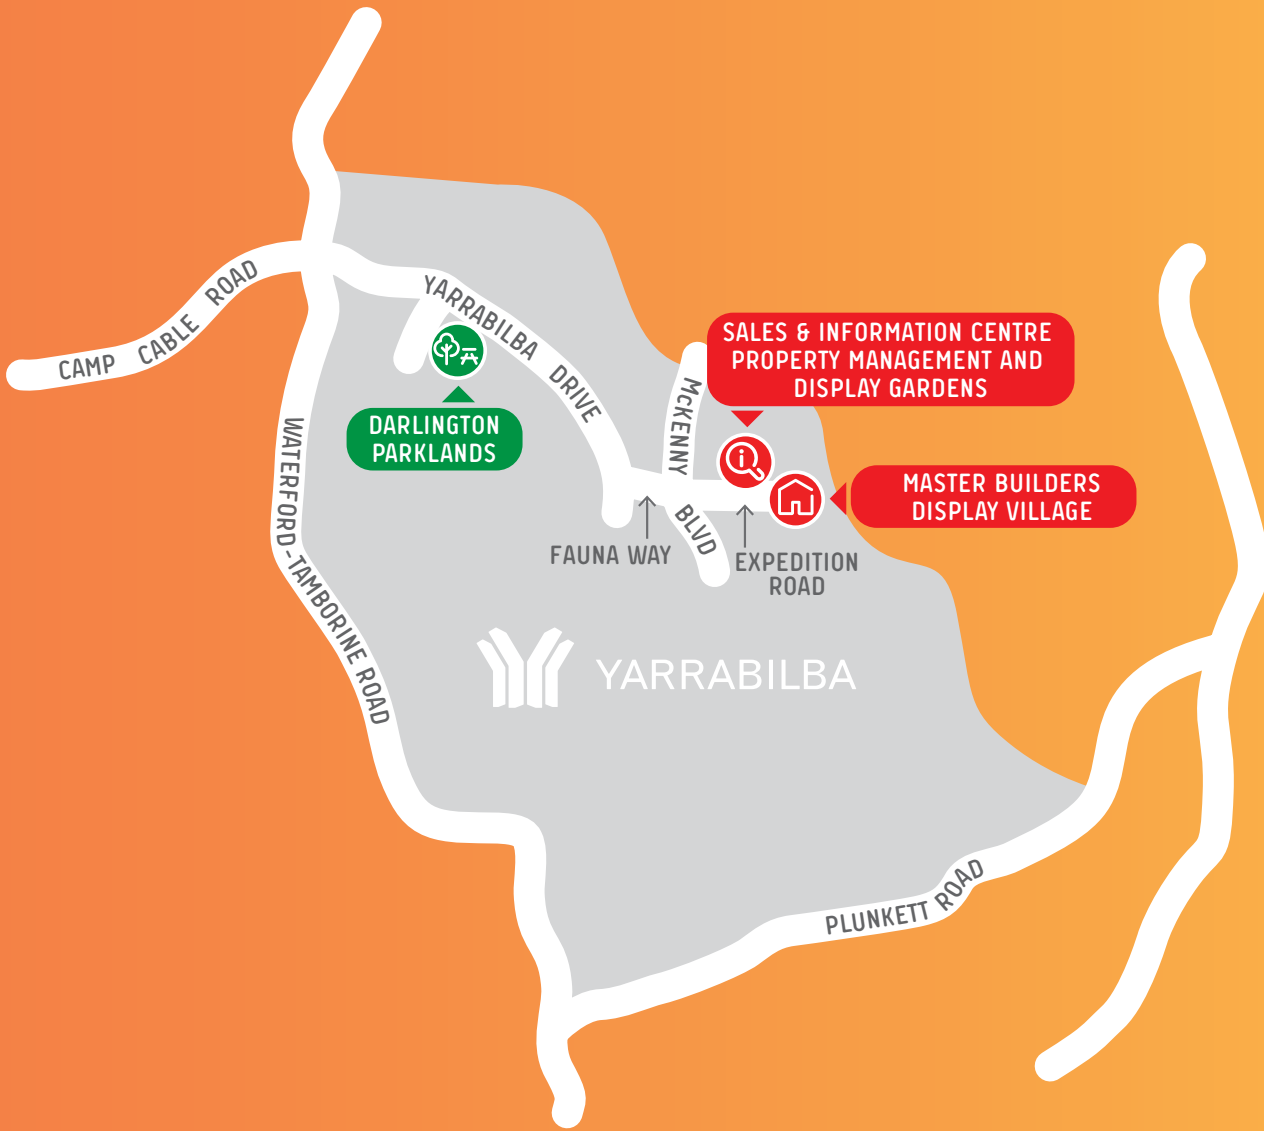 CAMP CABLE ROAD
YARRABILBA DRIVE
SALES & INFORMATION CENTRE
PROPERTY MANAGEMENT AND
DISPLAY GARDENS
DARLINGTON
PARKLANDS
McKENNY BLVD
MASTER BUILDERS
DISPLAY VILLAGE
WATERFORD-TAMBORINE ROAD
FAUNA WAY
EXPEDITION
ROAD
YARRABILBA
PLUNKETT ROAD